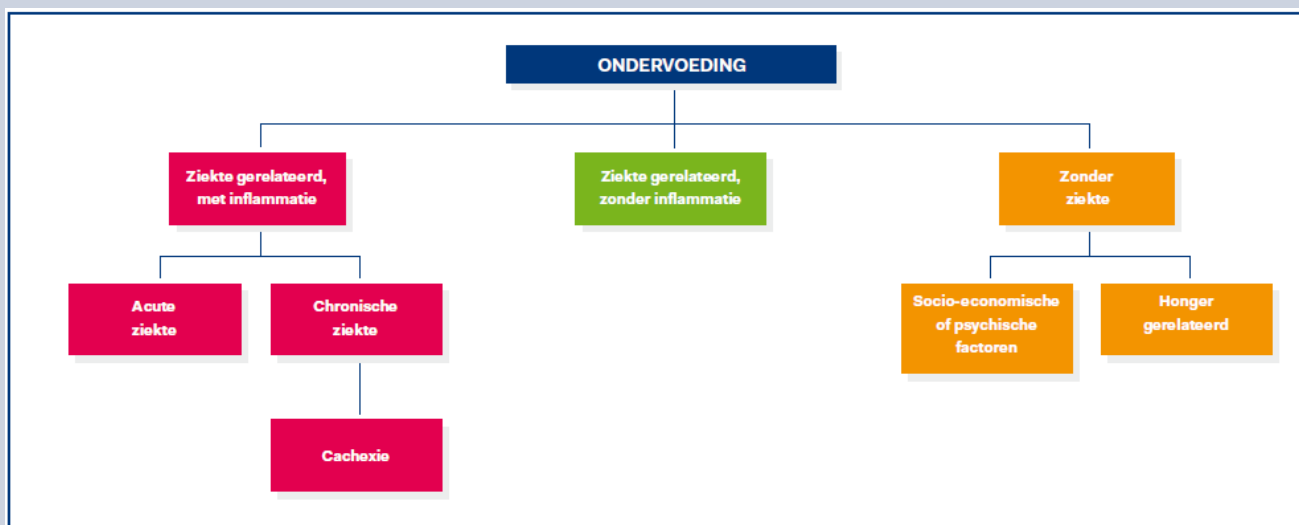 ONDERVOEDING
Ziekte gerelateerd,
met inflammatie
Ziekte gerelateerd,
zonder inflammatie
Zonder
ziekte
Acute
ziekte
Chronische
ziekte
Socio-economische
of psychische
factoren
Honger
gerelateerd
Cachexie